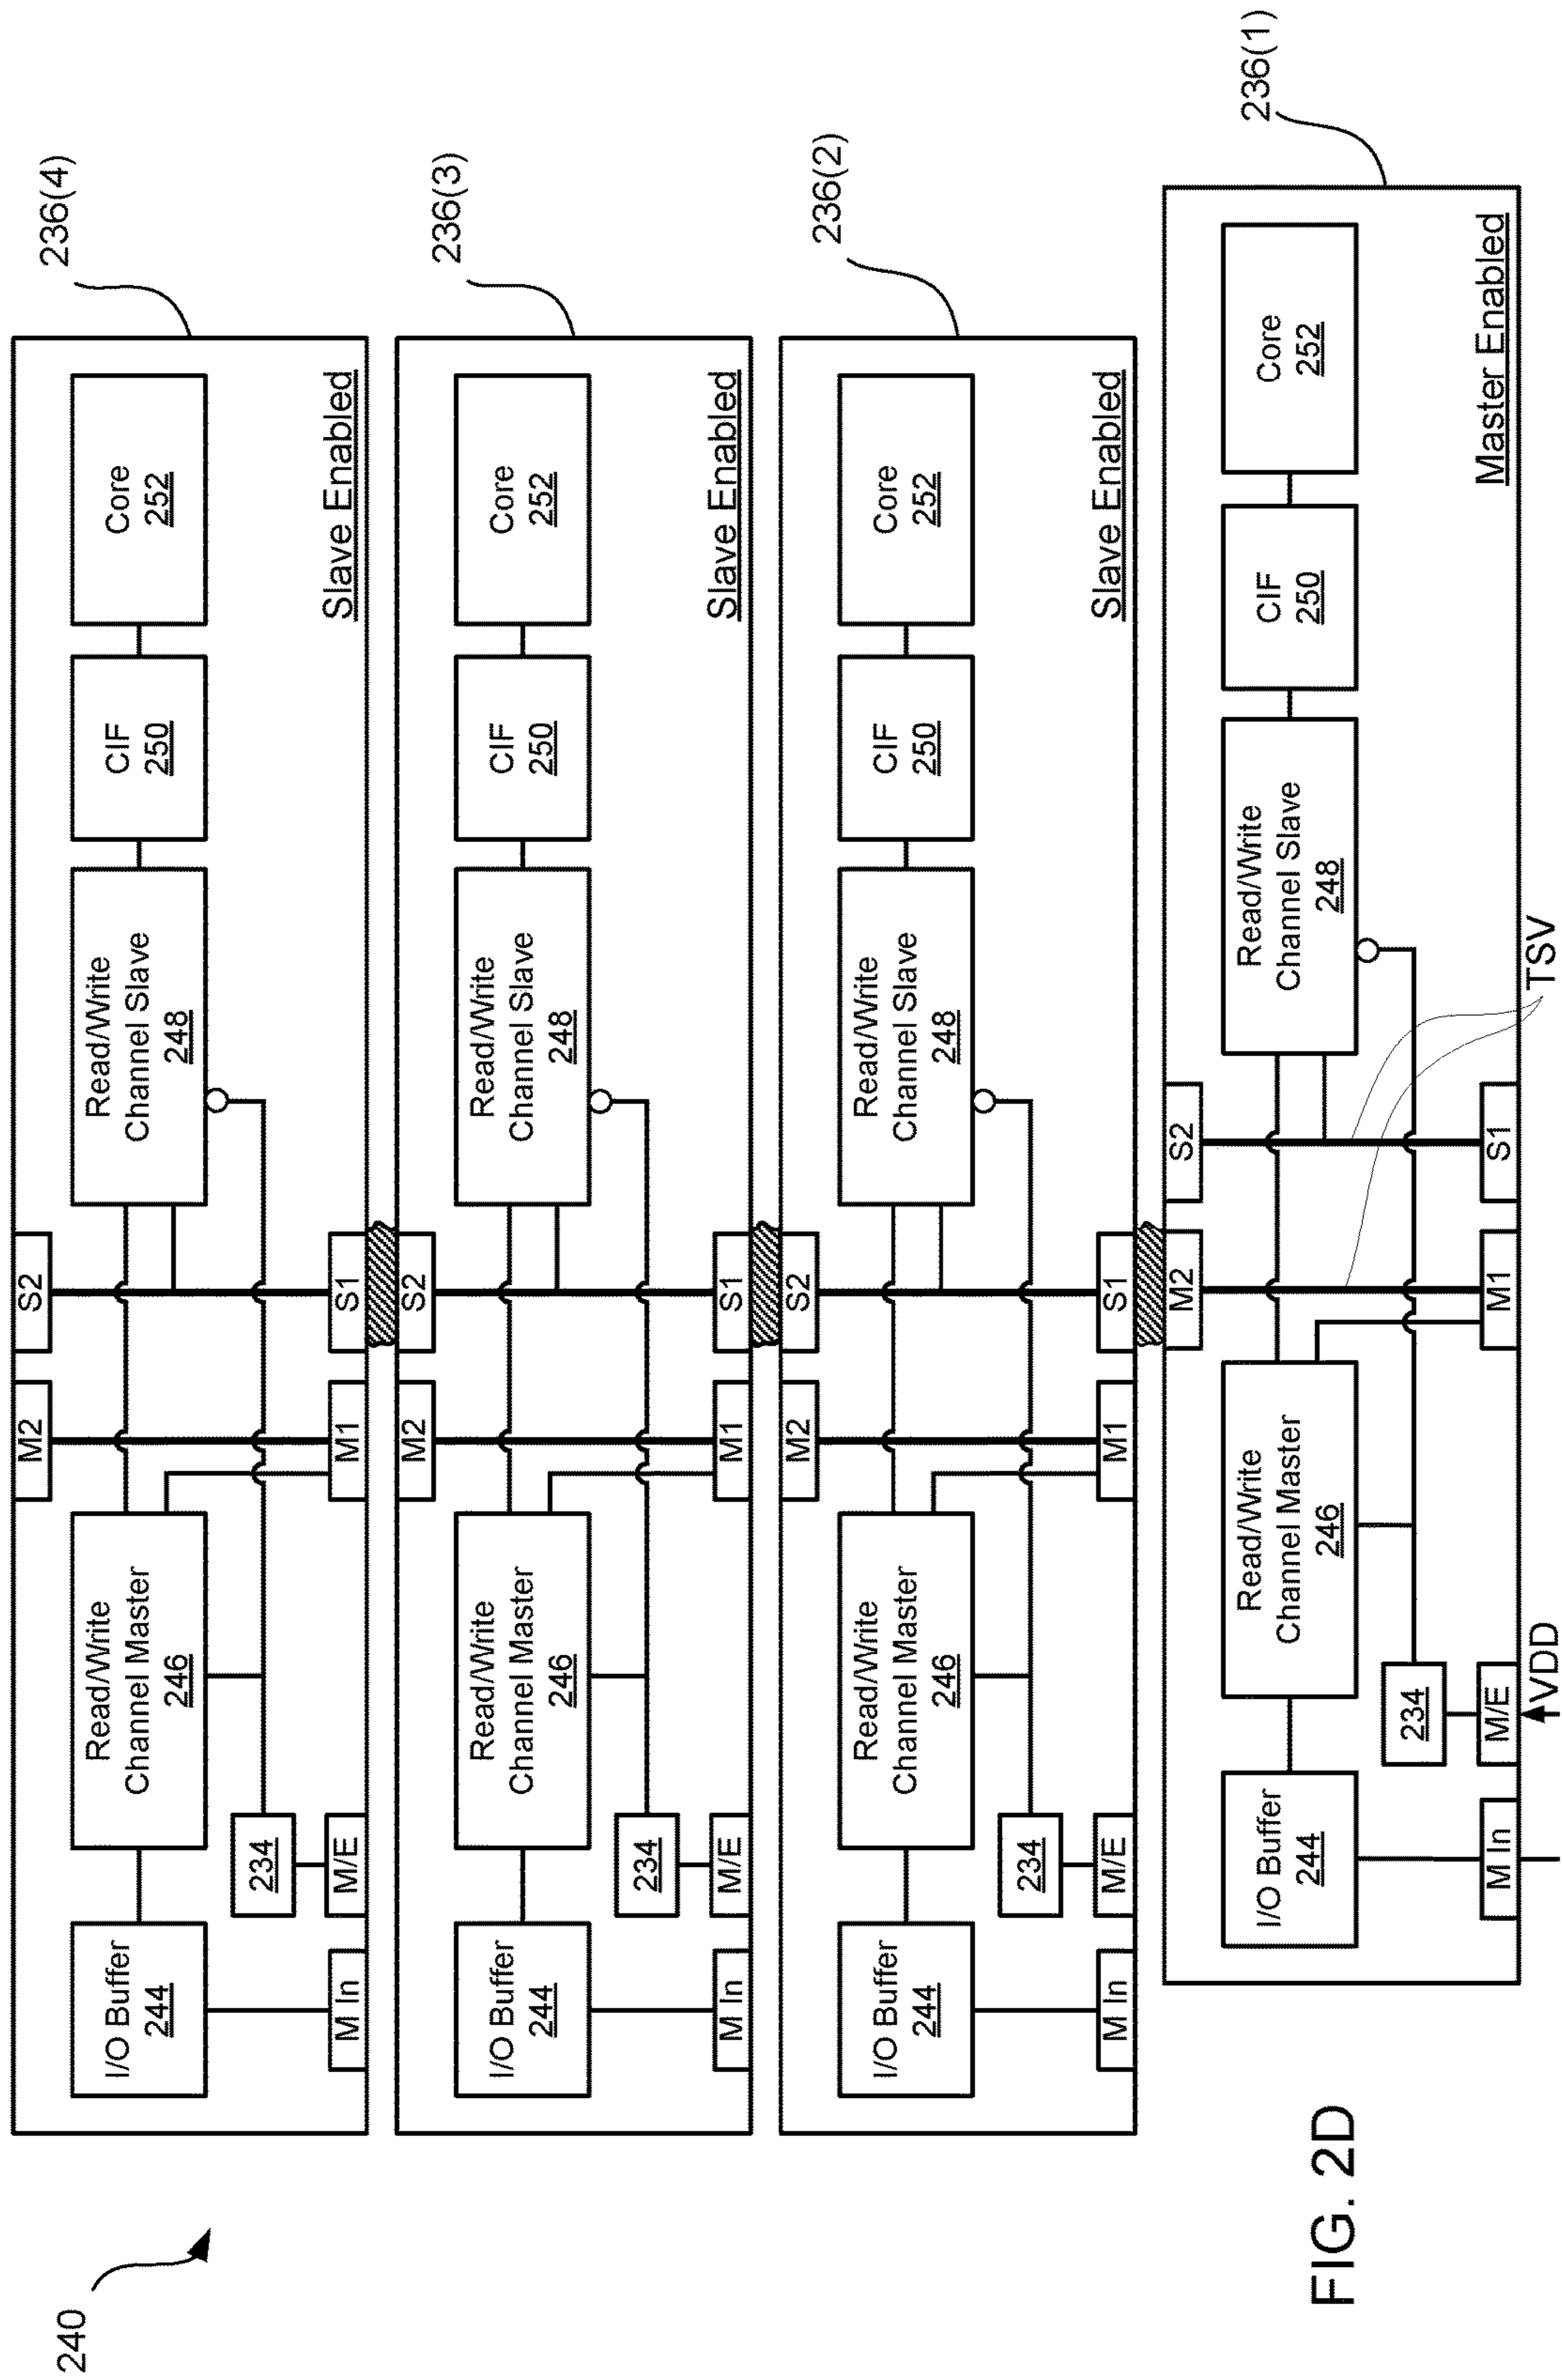 240
236(4)
M2
S2
I/O Buffer
244
Read/Write
Channel Master
246
Read/Write
Channel Slave
248
CIF
250
Core
252
234
M In
M/E
M1
S1
Slave Enabled
236(3)
M2
S2
I/O Buffer
244
Read/Write
Channel Master
246
Read/Write
Channel Slave
248
CIF
250
Core
252
234
M In
M/E
M1
S1
Slave Enabled
236(2)
M2
S2
I/O Buffer
244
Read/Write
Channel Master
246
Read/Write
Channel Slave
248
CIF
250
Core
252
234
M In
M/E
M1
S1
Slave Enabled
236(1)
M2
S2
I/O Buffer
244
Read/Write
Channel Master
246
Read/Write
Channel Slave
248
CIF
250
Core
252
234
M In
M/E
M1
S1
Master Enabled
VDD
TSV
FIG. 2D